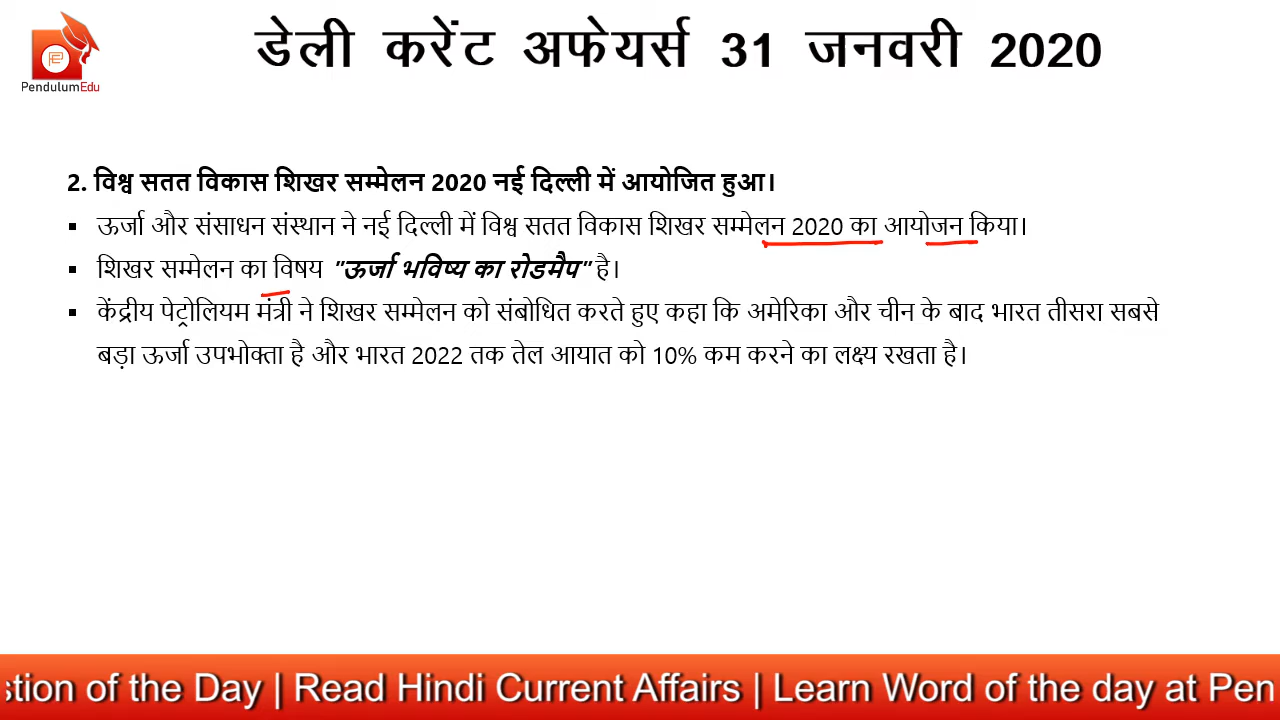 डेली करेंट अफेयर्स 31 जनवरी 2020
PendulumEdu
2. विश्व सतत विकास शिखर सम्मेलन 2020 नई दिल्ली में आयोजित हुआ।
▪ ऊर्जा और संसाधन संस्थान ने नई दिल्ली में विश्व सतत विकास शिखर सम्मेलन 2020 का आयोजन किया।
▪ शिखर सम्मेलन का विषय "ऊर्जा भविष्य का रोडमैप" है।
▪ केंद्रीय पेट्रोलियम मंत्री ने शिखर सम्मेलन को संबोधित करते हुए कहा कि अमेरिका और चीन के बाद भारत तीसरा सबसे
बड़ा ऊर्जा उपभोक्ता है और भारत 2022 तक तेल आयात को 10% कम करने का लक्ष्य रखता है।
stion of the Day | Read Hindi Current Affairs | Learn Word of the day at Pen